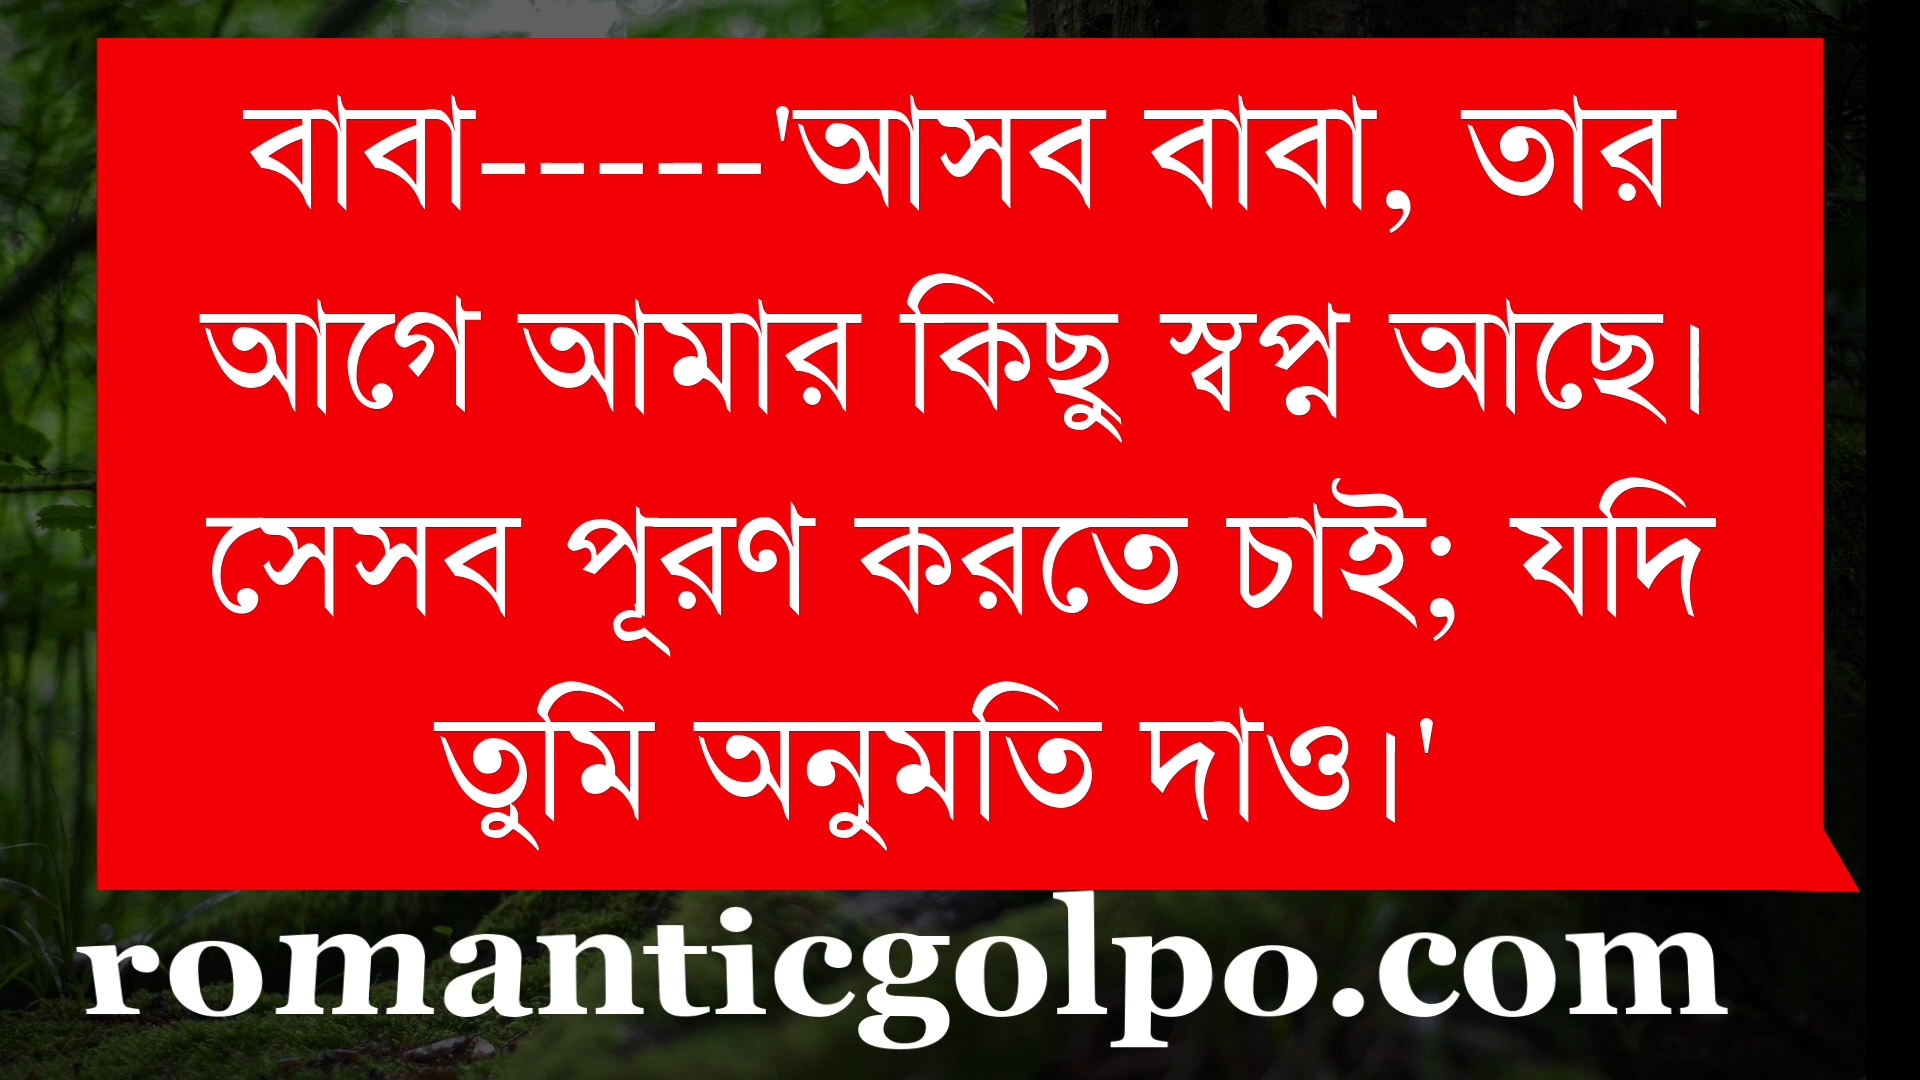 বাবা-----'আসব বাবা, তার
আগে আমার কিছু স্বপ্ন আছে।
সেসব পূরণ করতে চাই; যদি
তুমি অনুমতি দাও।'
romanticgolpo.com